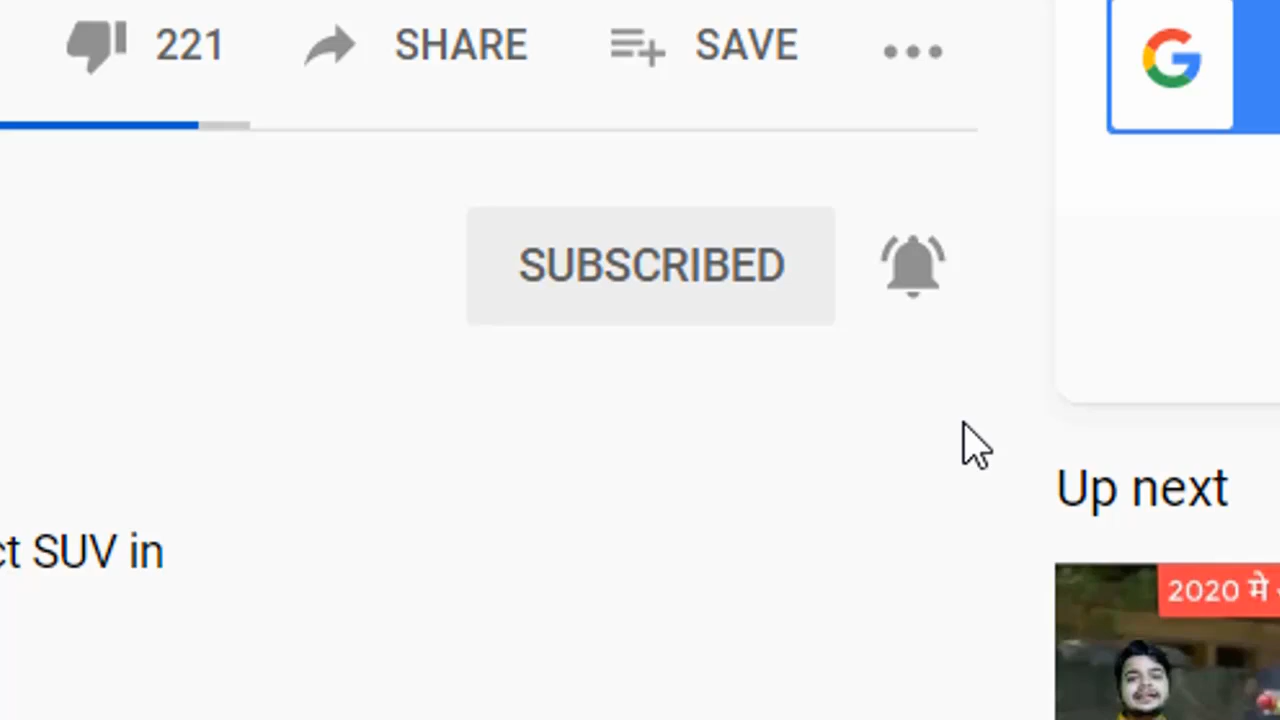 221 SHARE SAVE
SUBSCRIBED
Up next
SUV in
2020 मे